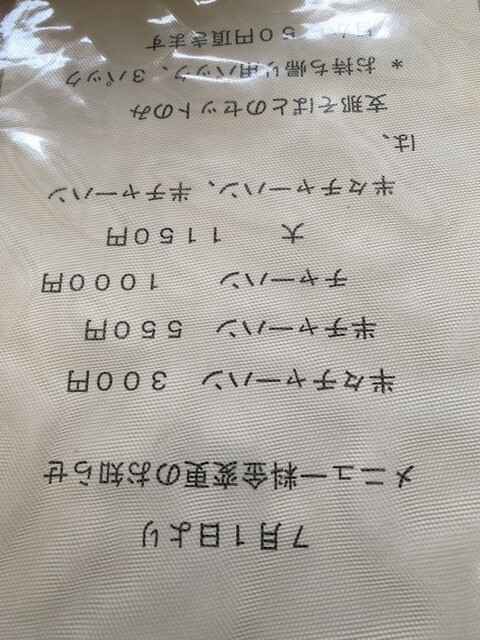 ７月１日より
メニュー料金変更のお知らせ
半々チャーハン　３００円
半チャーハン　５５０円
チャーハン　　１０００円
大　　１１５０円
半々チャーハン、半チャーハン
は、
支那そばとのセットのみ
＊お持ち帰り用パック、３パック
５０円頂きます